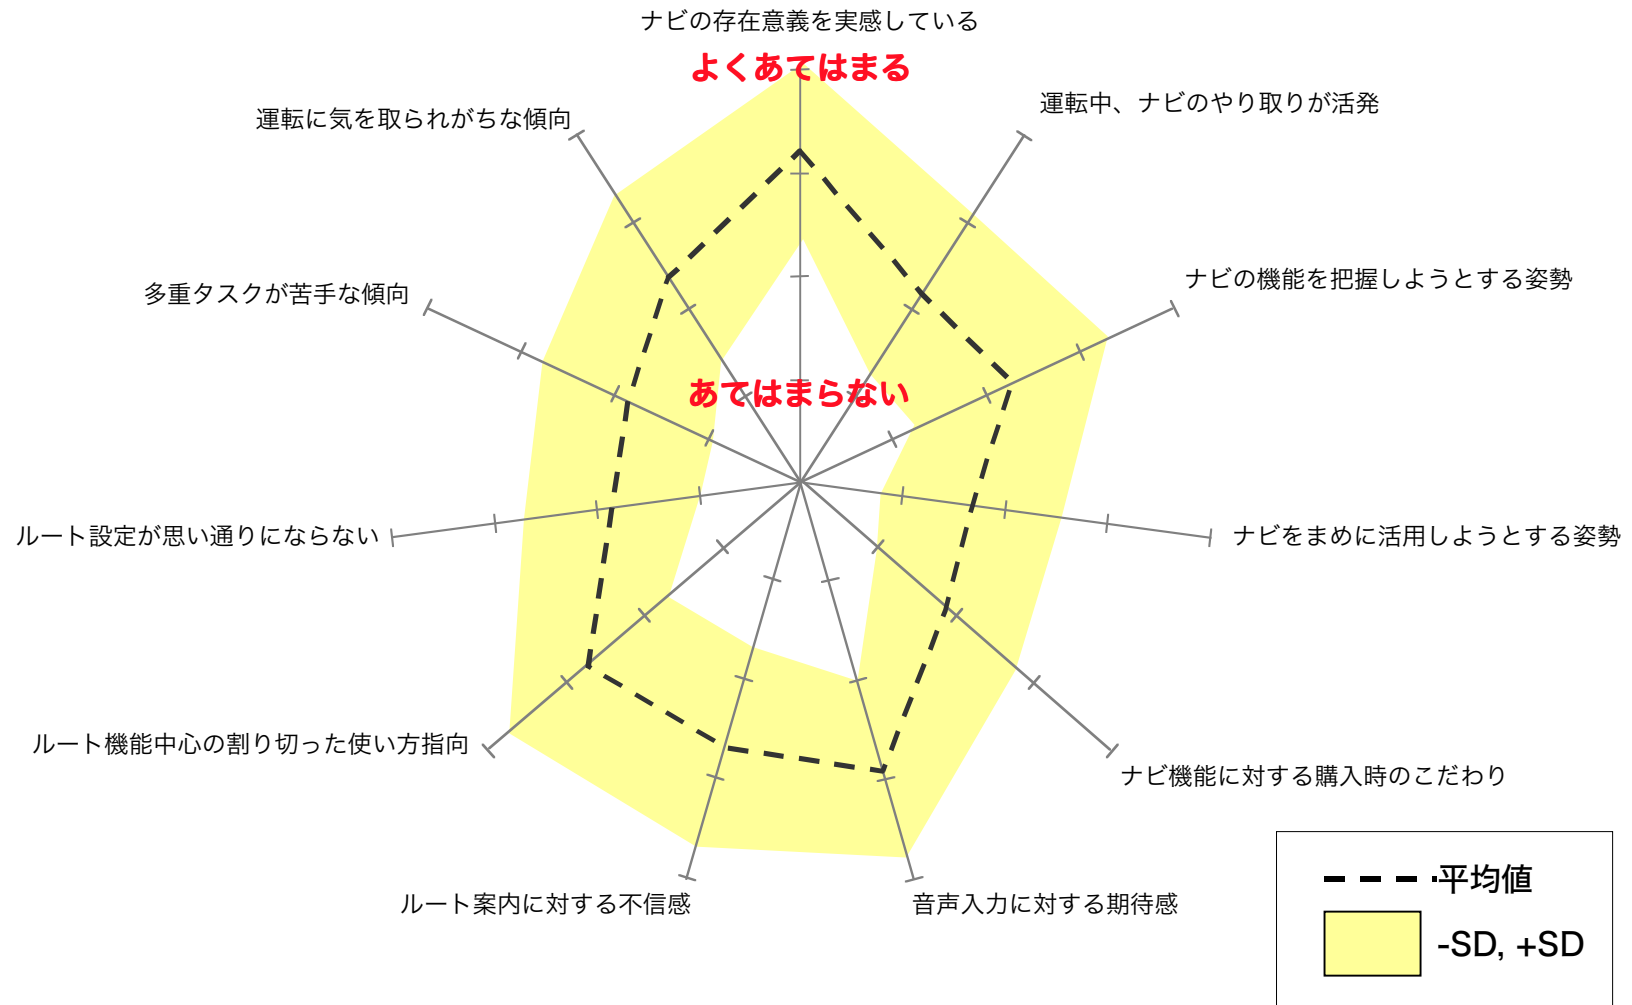 ナビの存在意義を実感している
よくあてはまる
運転中、ナビのやり取りが活発
運転に気を取られがちな傾向
ナビの機能を把握しようとする姿勢
多重タスクが苦手な傾向
あてはまらない
ルート設定が思い通りにならない
ナビをまめに活用しようとする姿勢
ルート機能中心の割り切った使い方指向
ナビ機能に対する購入時のこだわり
ルート案内に対する不信感
音声入力に対する期待感
平均値
-SD, +SD